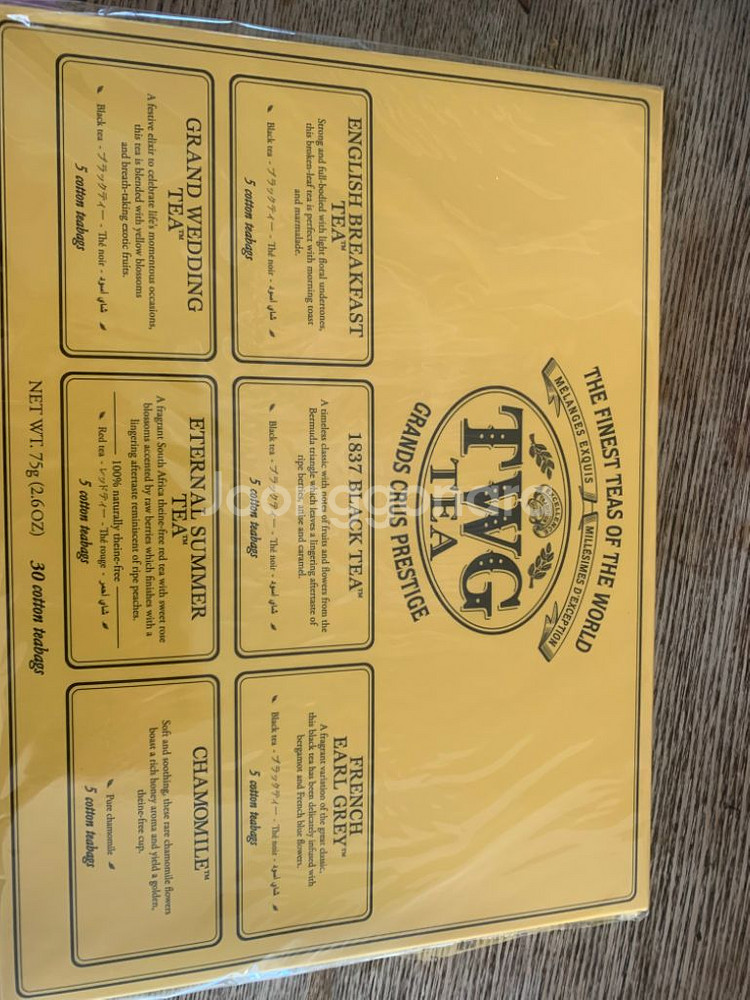 THE FINEST TEAS OF THE WORLD
MÉLANGES EXQUIS
MILLÉSIMES D'EXCEPTION
EXCELLENCE
TWG
TEA
GRANDS CRUS PRESTIGE
ENGLISH BREAKFAST
TEA™
Strong and full-bodied with light floral undertones,
this broken-leaf tea is perfect with morning toast
and marmalade.
Black tea - ブラックティー - Thé noir - شاي أسود
5 cotton teabags
1837 BLACK TEA™
A timeless classic with notes of fruits and flowers from the
Bermuda triangle which leaves a lingering aftertaste of
ripe berries, anise and caramel.
Black tea - ブラックティー - Thé noir - شاي أسود
5 cotton teabags
FRENCH
EARL GREY™
A fragrant variation of the great classic,
this black tea has been delicately infused with
bergamot and French blue flowers.
Black tea - ブラックティー - Thé noir - شاي أسود
5 cotton teabags
GRAND WEDDING
TEA™
A festive elixir to celebrate life's momentous occasions,
this tea is blended with yellow blossoms
and breath-taking exotic fruits.
Black tea - ブラックティー - Thé noir - شاي أسود
5 cotton teabags
ETERNAL SUMMER
TEA™
A fragrant South Africa theine-free red tea with sweet rose
blossoms accented by raw berries which finishes with a
lingering aftertaste reminiscent of ripe peaches.
100% naturally theine-free
Red tea - レッドティー - Thé rouge - شاي أحمر
5 cotton teabags
CHAMOMILE™
Soft and soothing, these rare chamomile flowers
boast a rich honey aroma and yield a golden,
theine-free cup.
Pure chamomile
5 cotton teabags
NET WT. 75g (2.6OZ) 30 cotton teabags